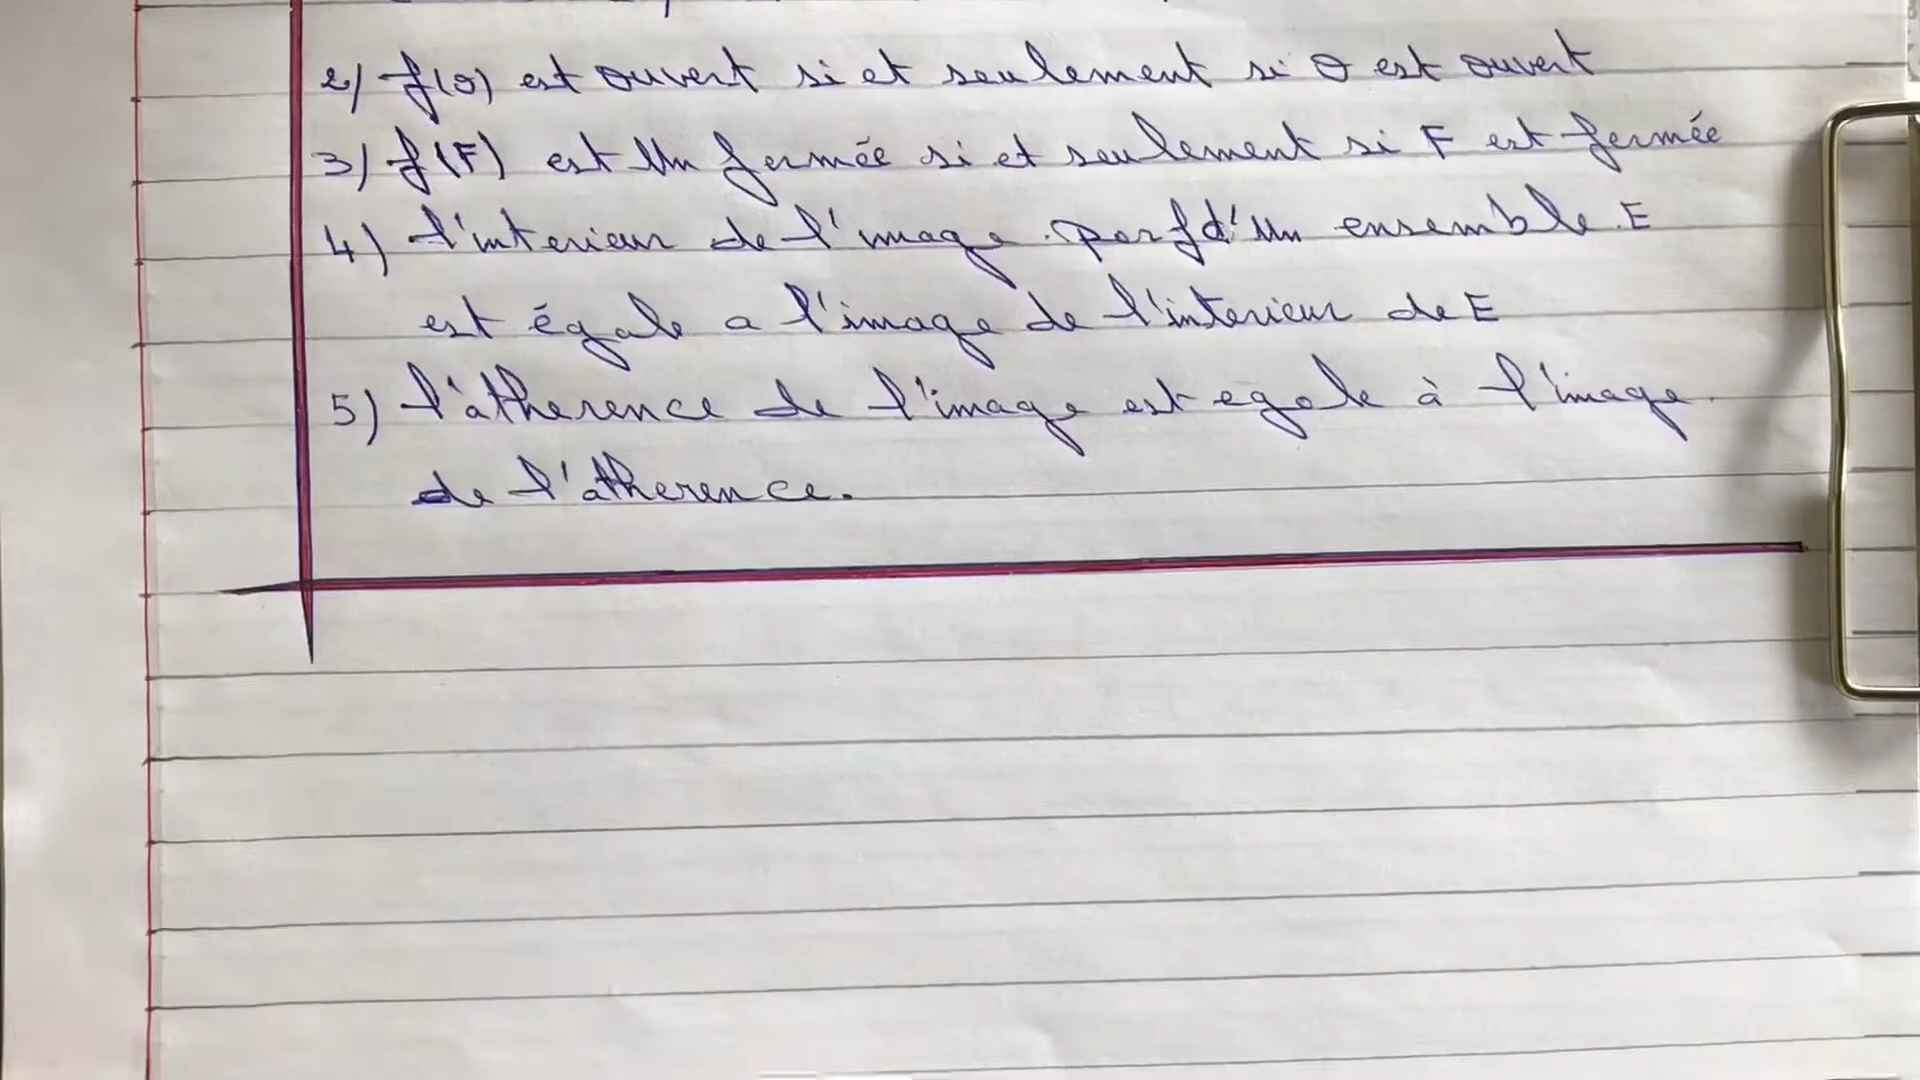 2) f(O) est ouvert si et seulement si O est ouvert
3) f(F) est Un fermée si et seulement si F est fermée
4) l'interieur de l'image par f d'Un ensemble E
est égale a l'image de l'interieur de E
5) l'atherence de l'image est egale à l'image
de l'atherence.